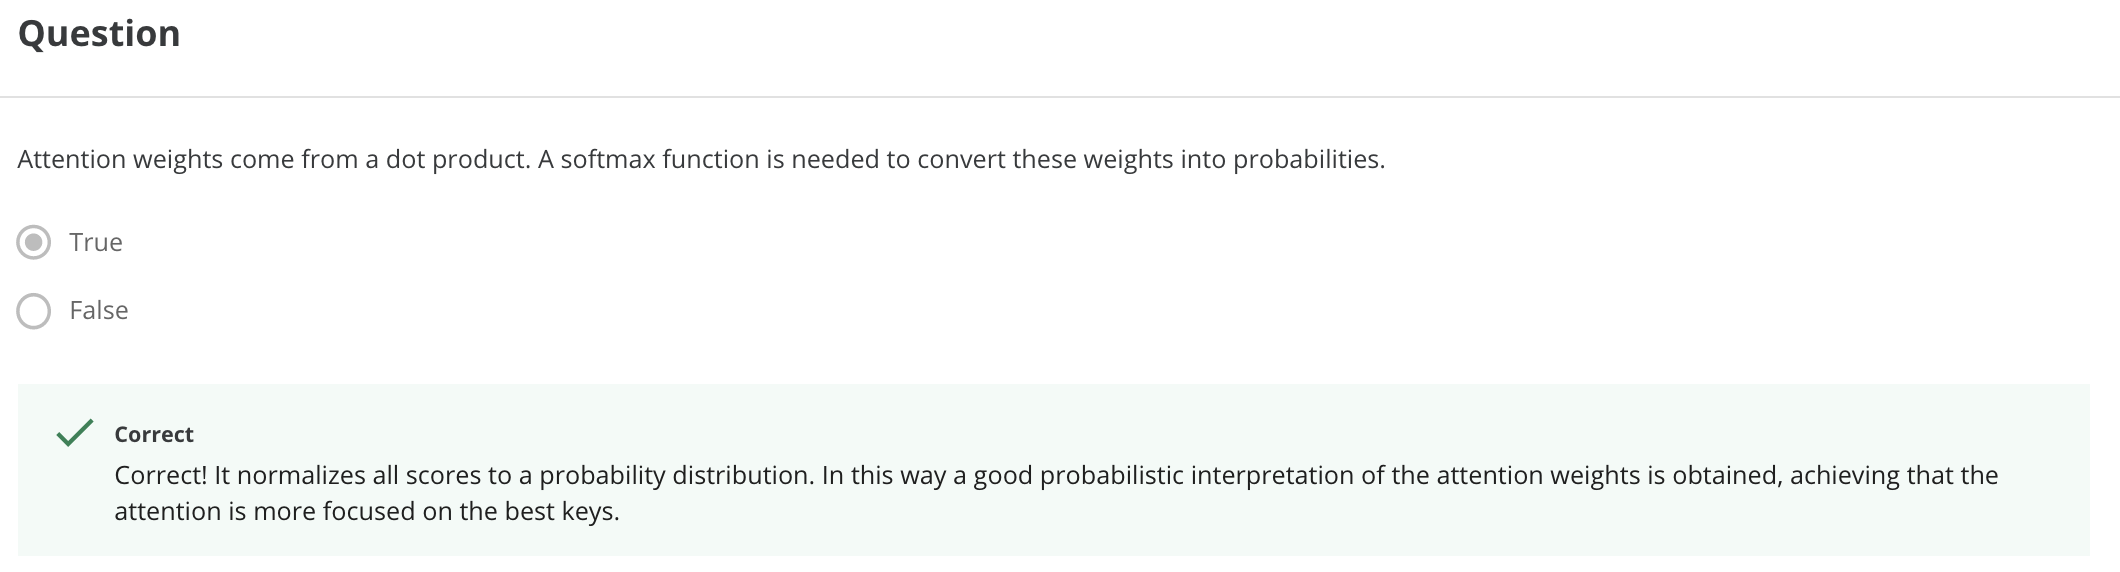 Question
Attention weights come from a dot product. A softmax function is needed to convert these weights into probabilities.
True
False
Correct
Correct! It normalizes all scores to a probability distribution. In this way a good probabilistic interpretation of the attention weights is obtained, achieving that the
attention is more focused on the best keys.